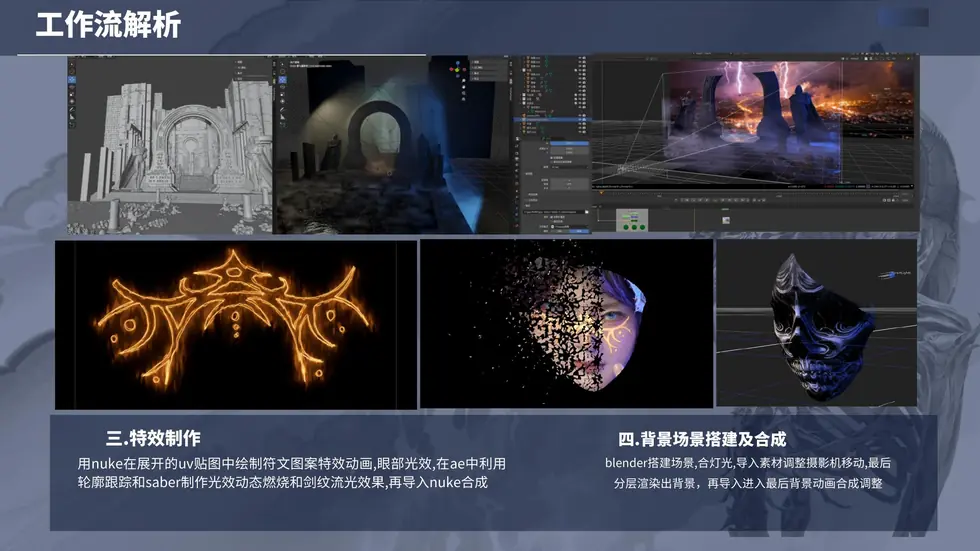 工作流解析
三.特效制作
用nuke在展开的uv贴图中绘制符文图案特效动画,眼部光效,在ae中利用
轮廓跟踪和saber制作光效动态燃烧和剑纹流光效果,再导入nuke合成
四.背景场景搭建及合成
blender搭建场景,合灯光,导入素材调整摄影机移动,最后
分层渲染出背景，再导入进入最后背景动画合成调整